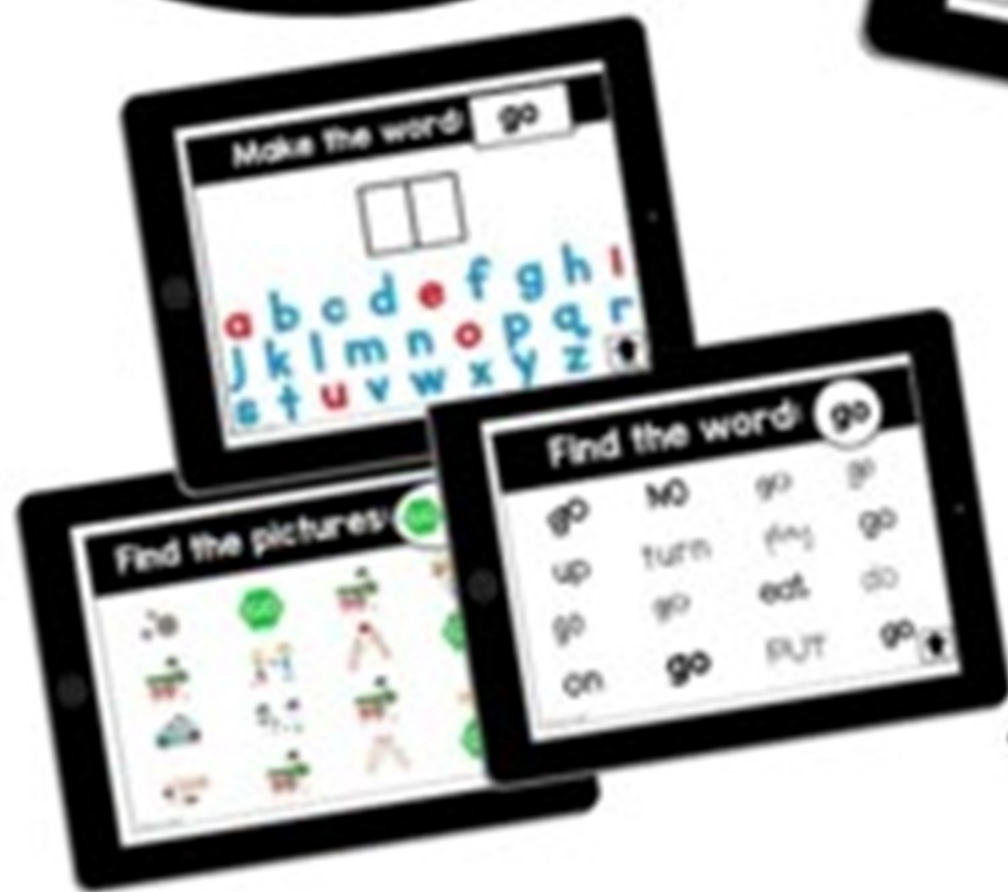 Make the word: go
a b c d e f g h i
j k l m n o p q r
s t u v w x y z
Find the pictures:
GO
Find the word: go
go NO go go
up turn go
go go eat do
on go PUT go